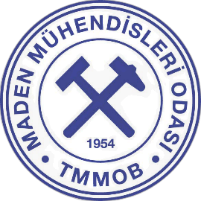 MADEN MÜHENDİSLERİ ODASI
1954
• TMMOB •